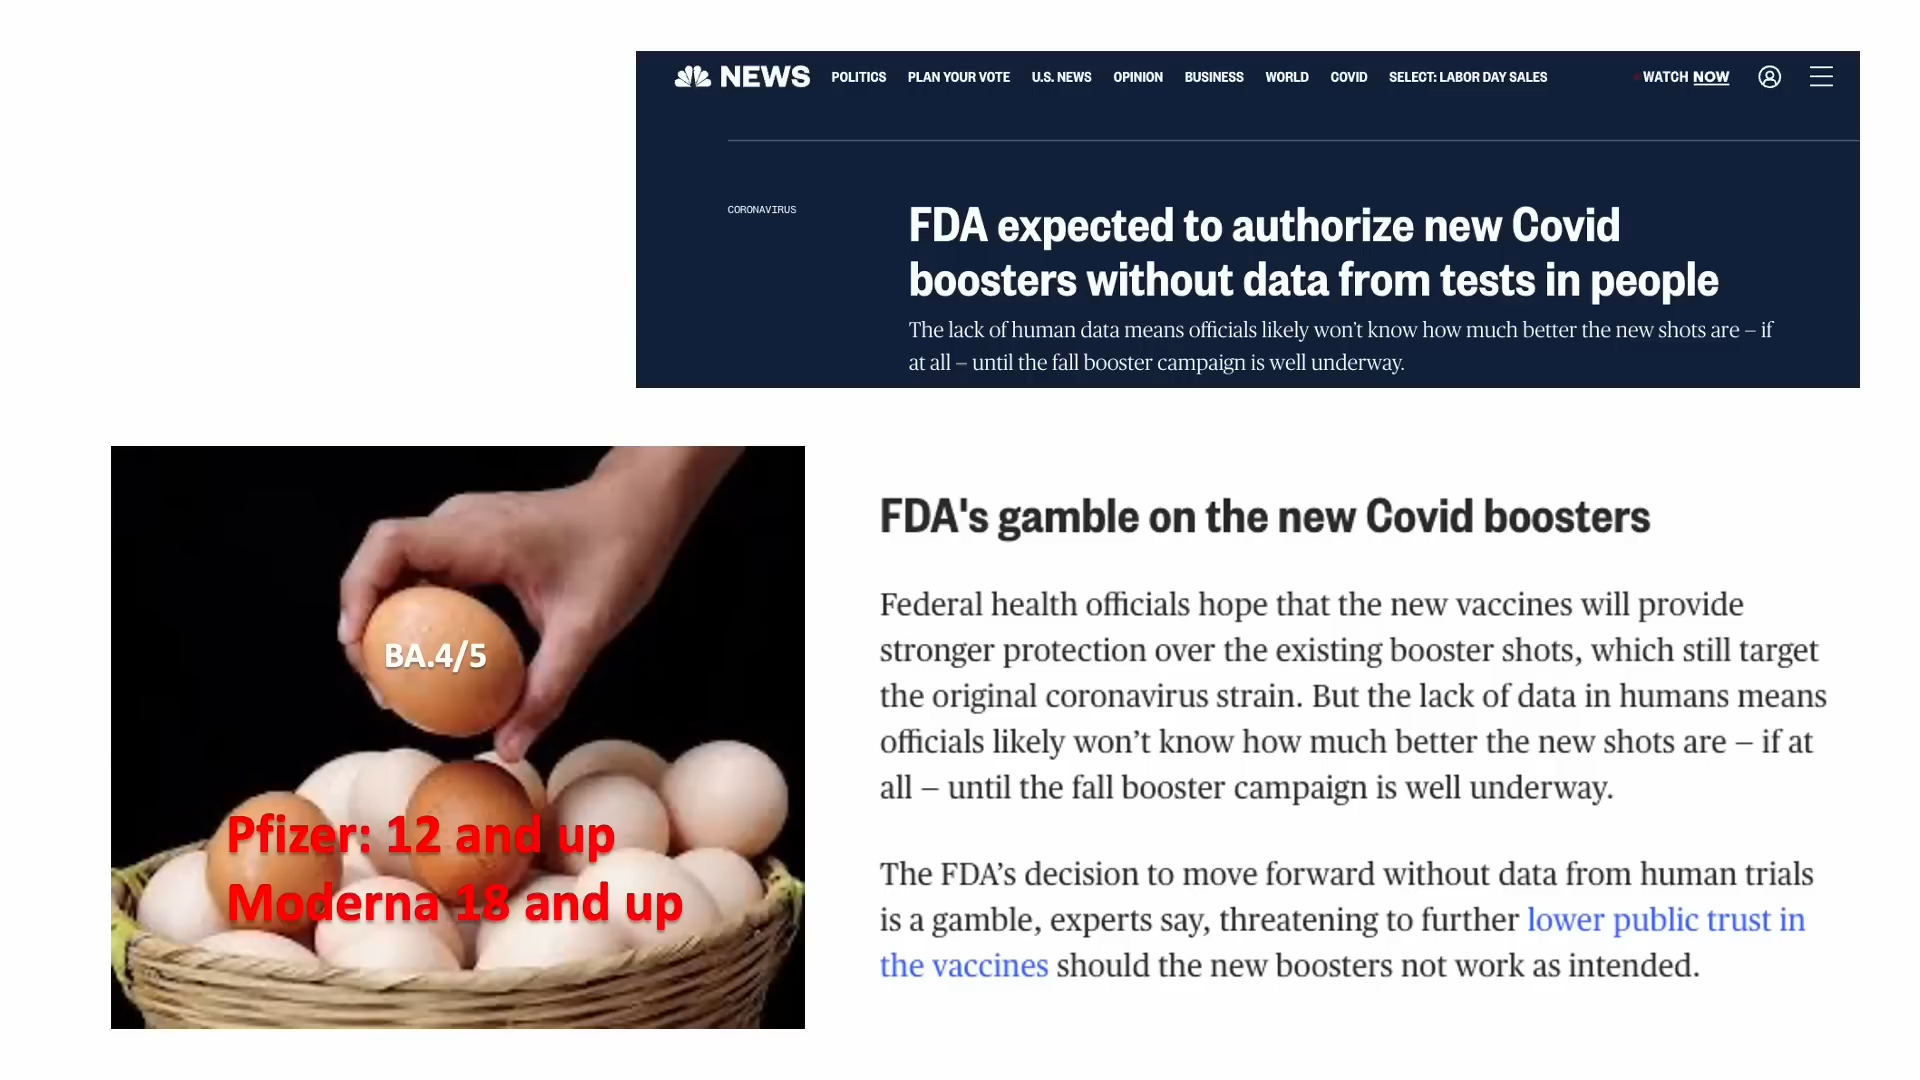 NEWS POLITICS PLAN YOUR VOTE U.S. NEWS OPINION BUSINESS WORLD COVID SELECT: LABOR DAY SALES WATCH NOW
CORONAVIRUS
FDA expected to authorize new Covid
boosters without data from tests in people
The lack of human data means officials likely won’t know how much better the new shots are – if
at all – until the fall booster campaign is well underway.
BA.4/5
Pfizer: 12 and up
Moderna 18 and up
FDA's gamble on the new Covid boosters
Federal health officials hope that the new vaccines will provide
stronger protection over the existing booster shots, which still target
the original coronavirus strain. But the lack of data in humans means
officials likely won’t know how much better the new shots are – if at
all – until the fall booster campaign is well underway.
The FDA’s decision to move forward without data from human trials
is a gamble, experts say, threatening to further lower public trust in
the vaccines should the new boosters not work as intended.